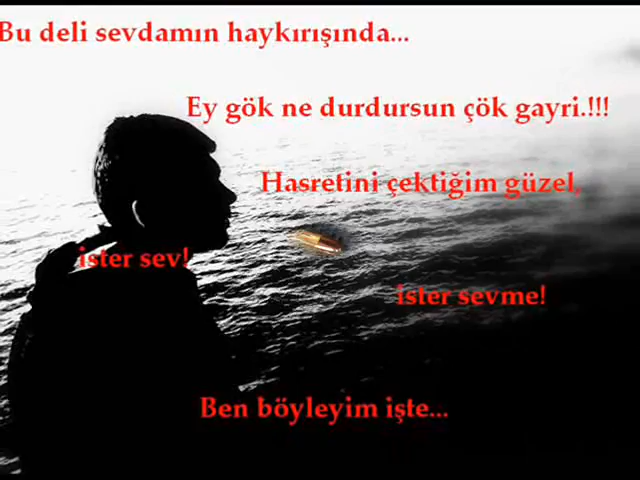 Bu deli sevdamın haykırışında...
Ey gök ne durdursun çök gayri.!!!
Hasretini çektiğim güzel,
ister sev!
ister sevme!
Ben böyleyim işte...